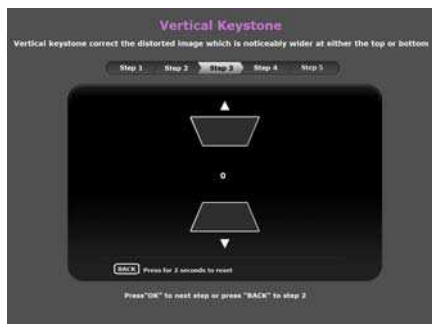 Vertical Keystone
Vertical keystone correct the distorted image which is noticeably wider at either the top or bottom
Step 1 Step 2 Step 3 Step 4 Step 5
0
BACK Press for 2 seconds to reset
Press"OK" to next step or press "BACK" to step 2